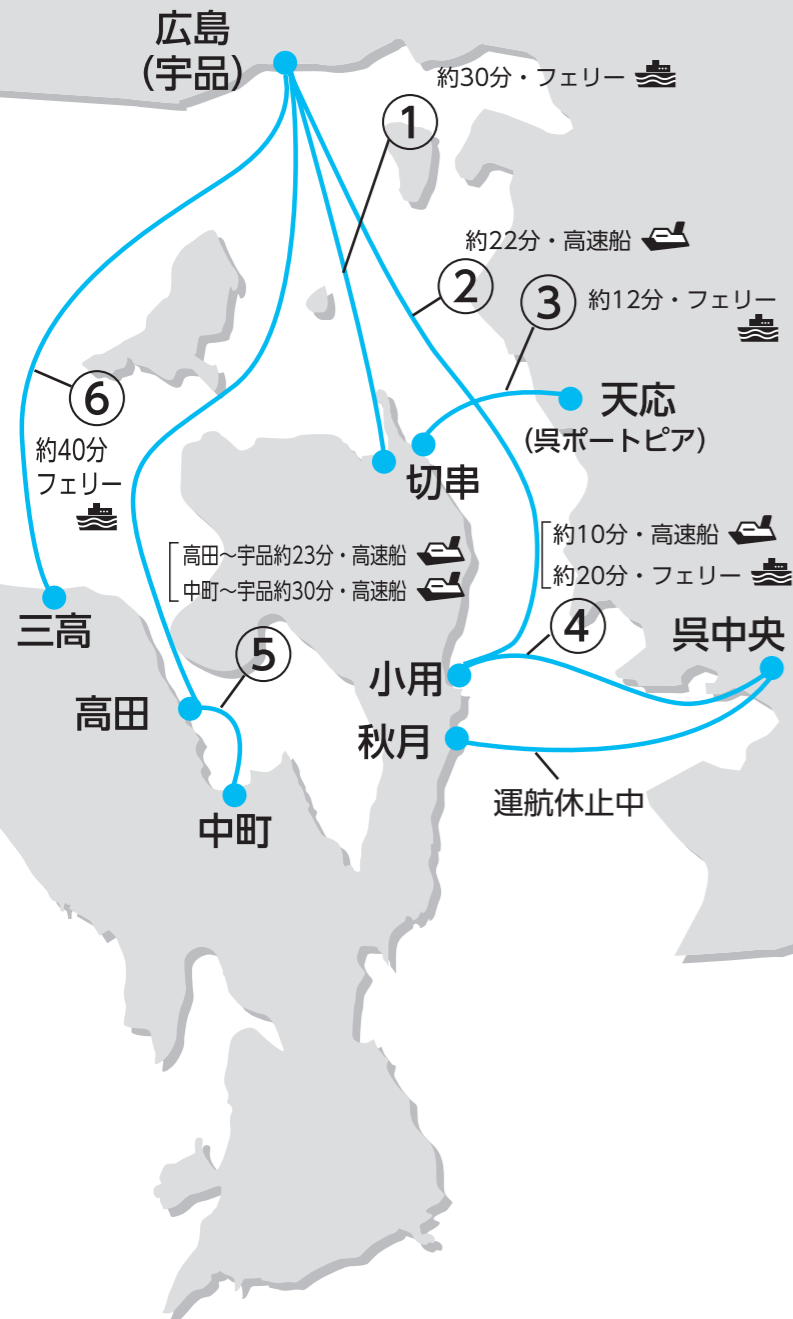 広島
(宇品)
約30分・フェリー
①
約22分・高速船
②
③
約12分・フェリー
天応
(呉ポートピア)
切串
⑥
約40分
フェリー
高田〜宇品約23分・高速船
中町〜宇品約30分・高速船
約10分・高速船
約20分・フェリー
④
呉中央
三高
⑤
小用
高田
秋月
運航休止中
中町